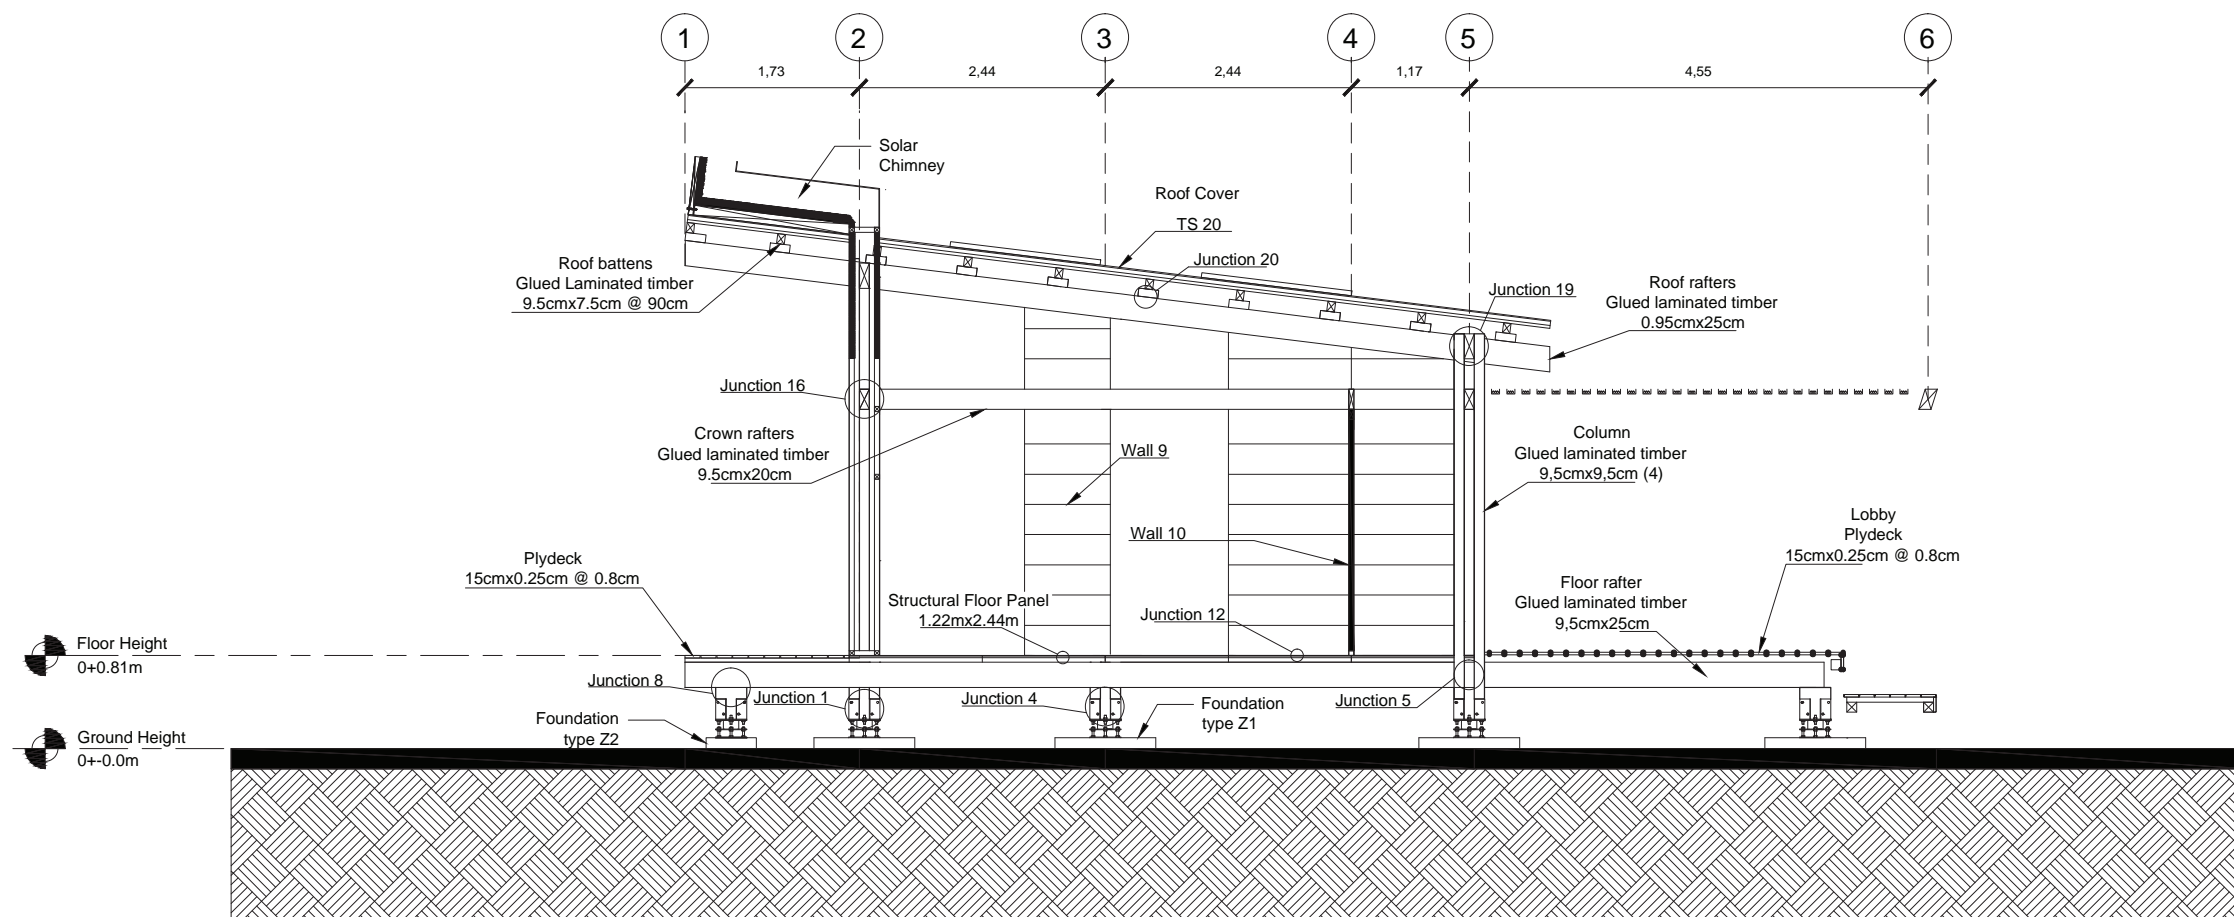 1
2
3
4
5
6
1,73
2,44
2,44
1,17
4,55
Solar
Chimney
Roof Cover
TS 20
Junction 20
Roof battens
Glued Laminated timber
9.5cmx7.5cm @ 90cm
Junction 19
Roof rafters
Glued laminated timber
0.95cmx25cm
Junction 16
Crown rafters
Glued laminated timber
9.5cmx20cm
Wall 9
Column
Glued laminated timber
9,5cmx9,5cm (4)
Wall 10
Lobby
Plydeck
15cmx0.25cm @ 0.8cm
Plydeck
15cmx0.25cm @ 0.8cm
Structural Floor Panel
1.22mx2.44m
Junction 12
Floor rafter
Glued laminated timber
9,5cmx25cm
Floor Height
0+0.81m
Junction 8
Junction 1
Junction 4
Junction 5
Foundation
type Z2
Foundation
type Z1
Ground Height
0+-0.0m